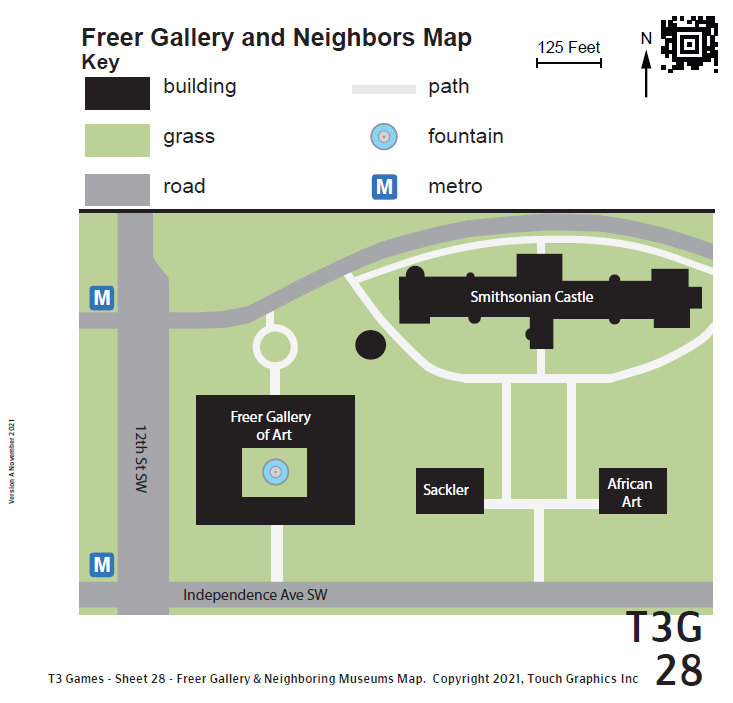 Freer Gallery and Neighbors Map
Key
125 Feet
N
building
path
grass
fountain
road
M
metro
M
Smithsonian Castle
Freer Gallery
of Art
12th St SW
Sackler
African
Art
M
Independence Ave SW
Version A November 2021
T3G
28
T3 Games - Sheet 28 - Freer Gallery & Neighboring Museums Map. Copyright 2021, Touch Graphics Inc